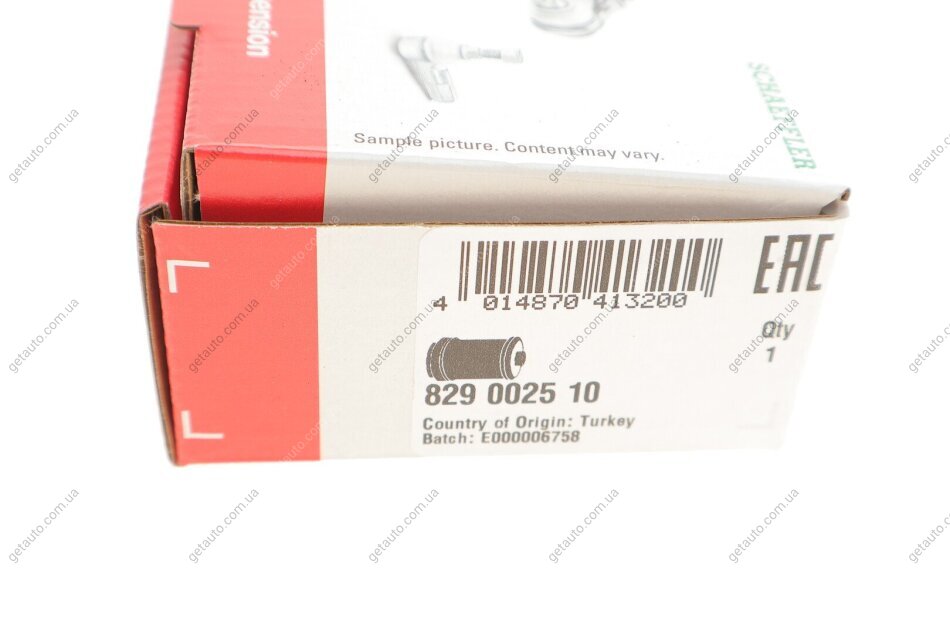 ension
SCHAEFFLER
Sample picture. Content may vary.
4 014870 413200
EAC
Qty
1
829 0025 10
Country of Origin: Turkey
Batch: E000006758
getauto.com.ua